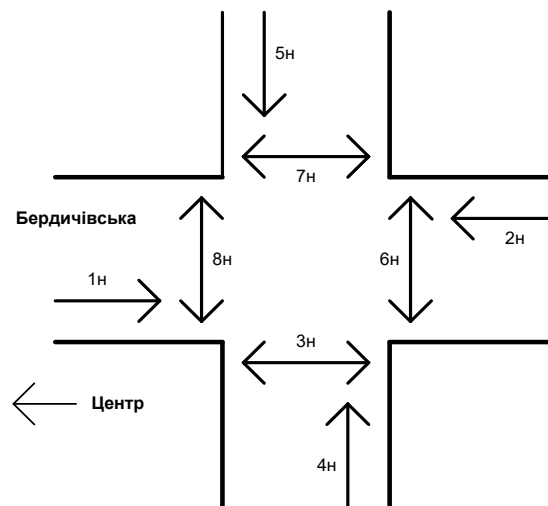 5н
7н
Бердичівська
8н
6н
2н
1н
3н
Центр
4н